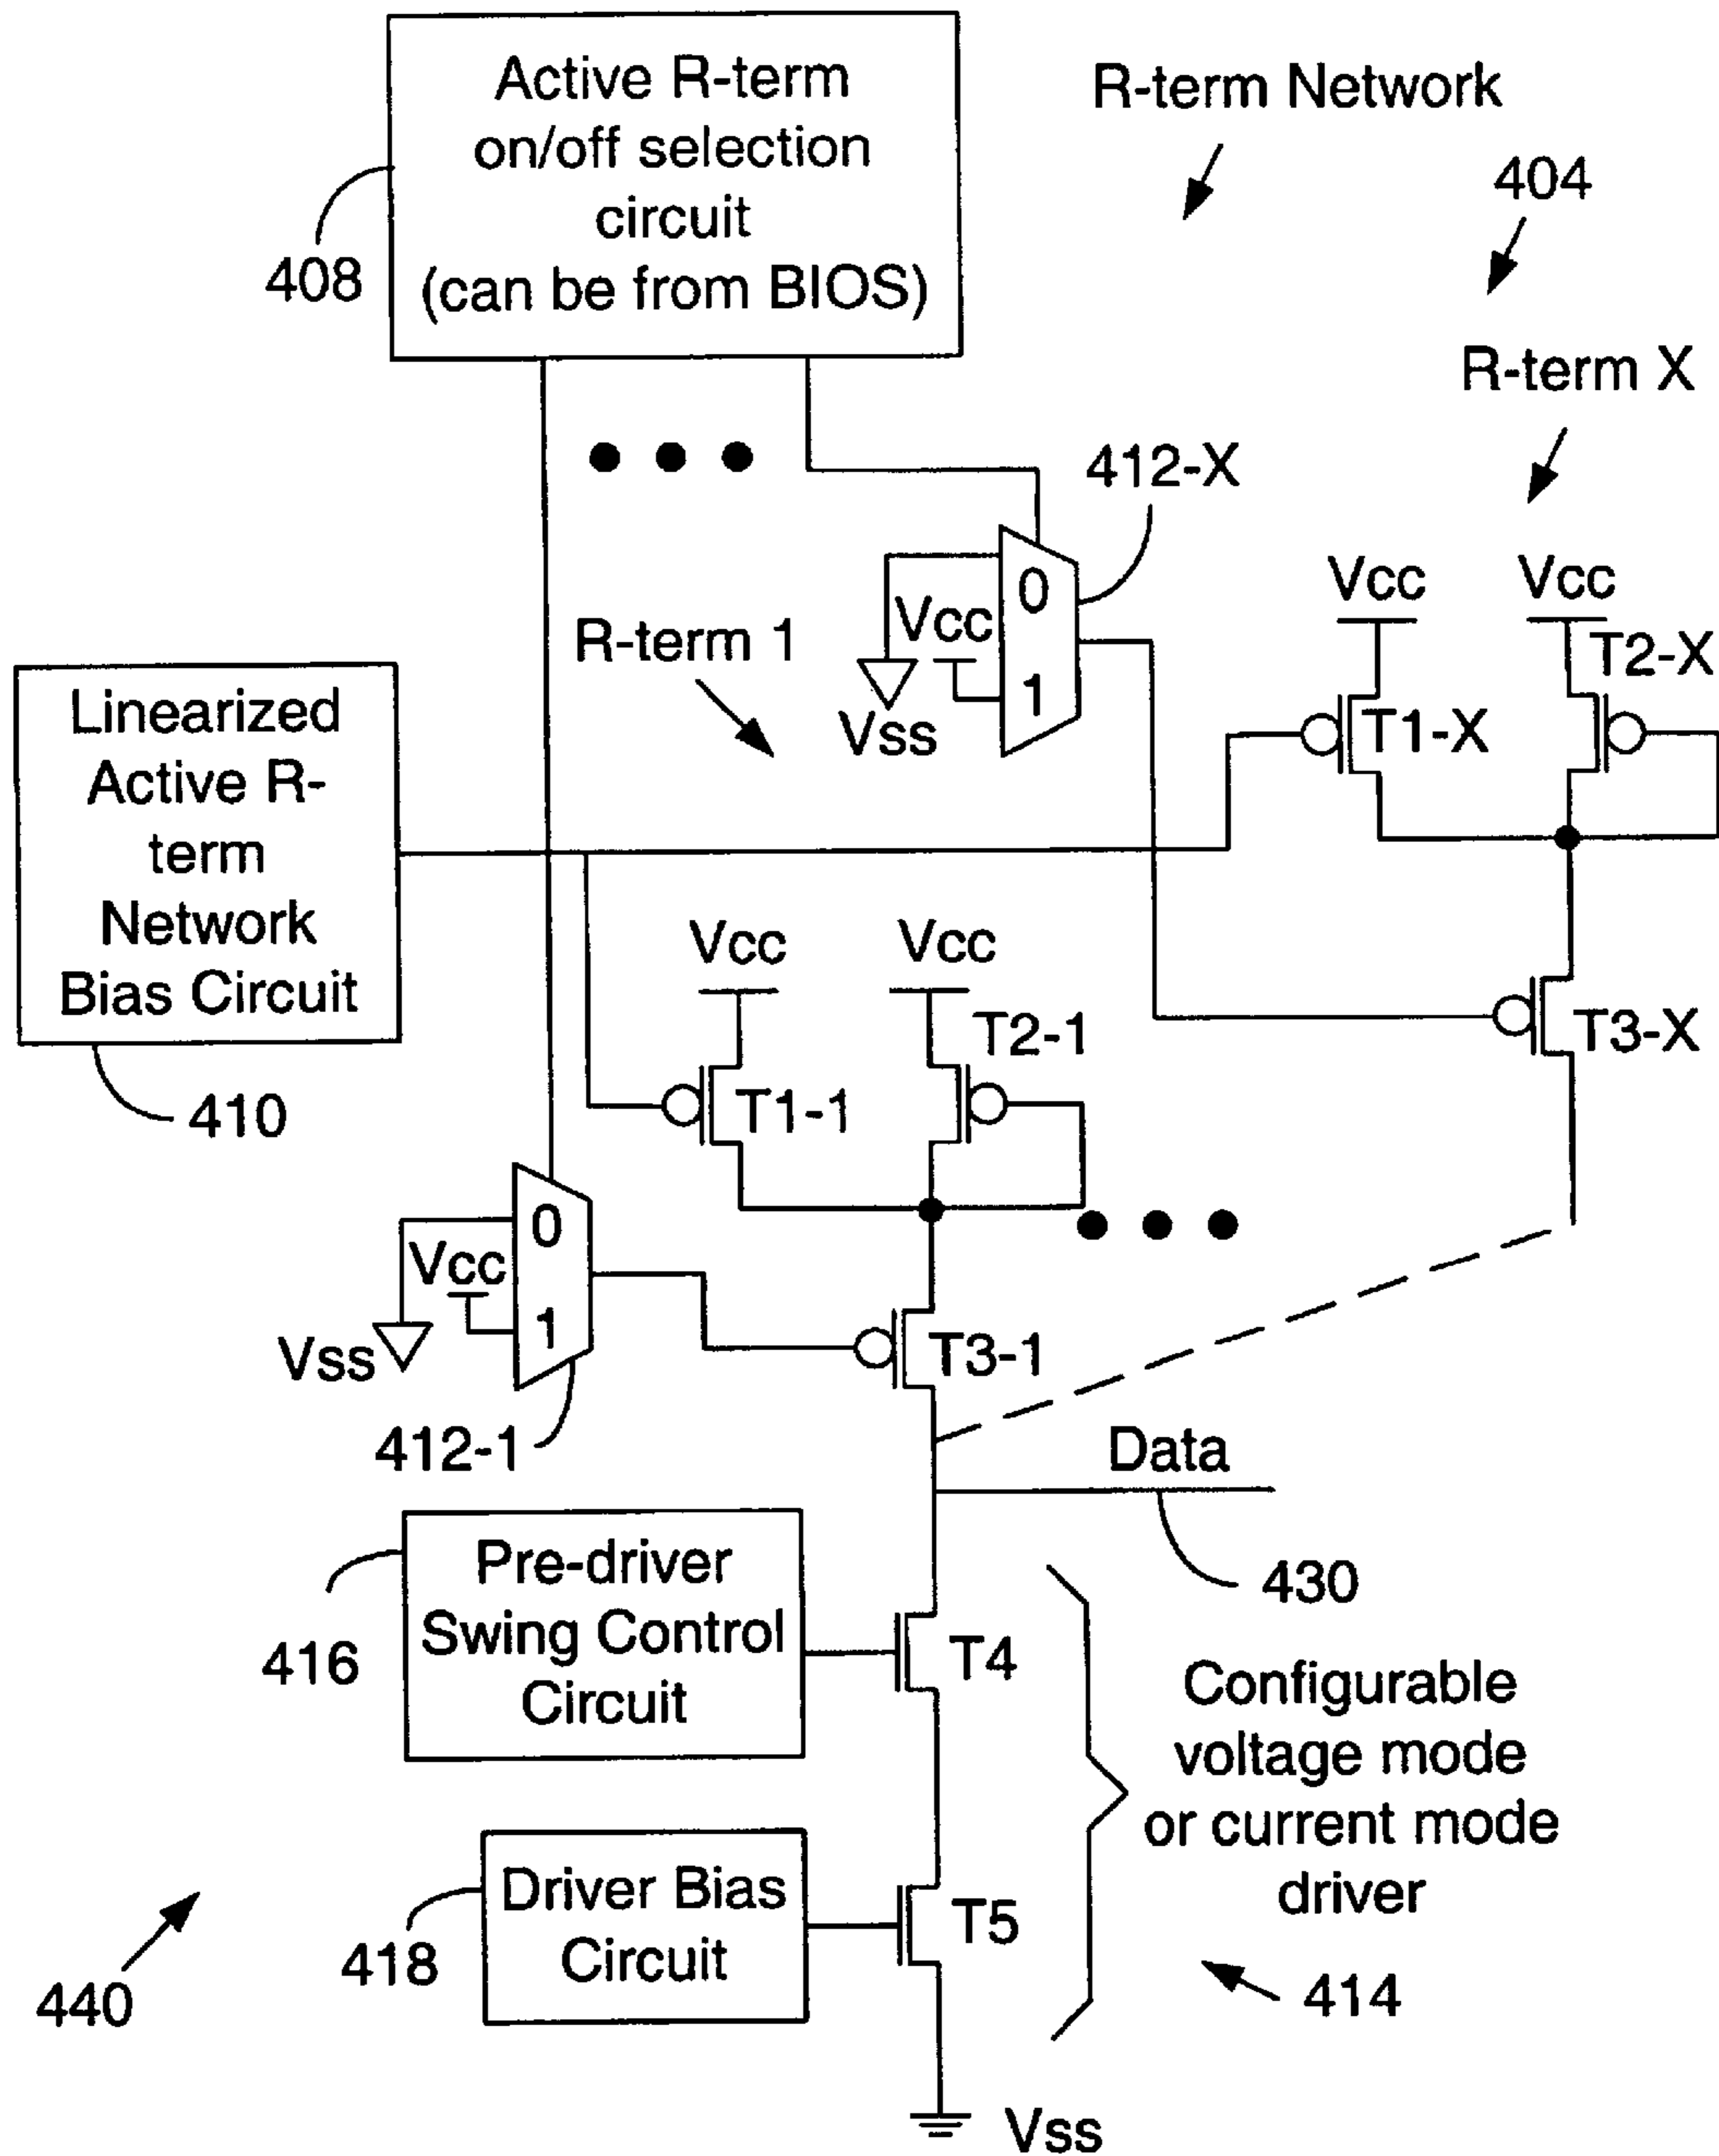 Active R-term
on/off selection
circuit
(can be from BIOS)
408
R-term Network
404
R-term X
412-X
0
1
Vcc
Vss
R-term 1
Vcc
Vcc
T2-X
T1-X
Linearized
Active R-
term
Network
Bias Circuit
410
Vcc
Vcc
T2-1
T1-1
T3-X
0
1
Vcc
Vss
T3-1
412-1
Data
430
Pre-driver
Swing Control
Circuit
416
T4
Configurable
voltage mode
or current mode
driver
Driver Bias
Circuit
418
T5
414
440
Vss